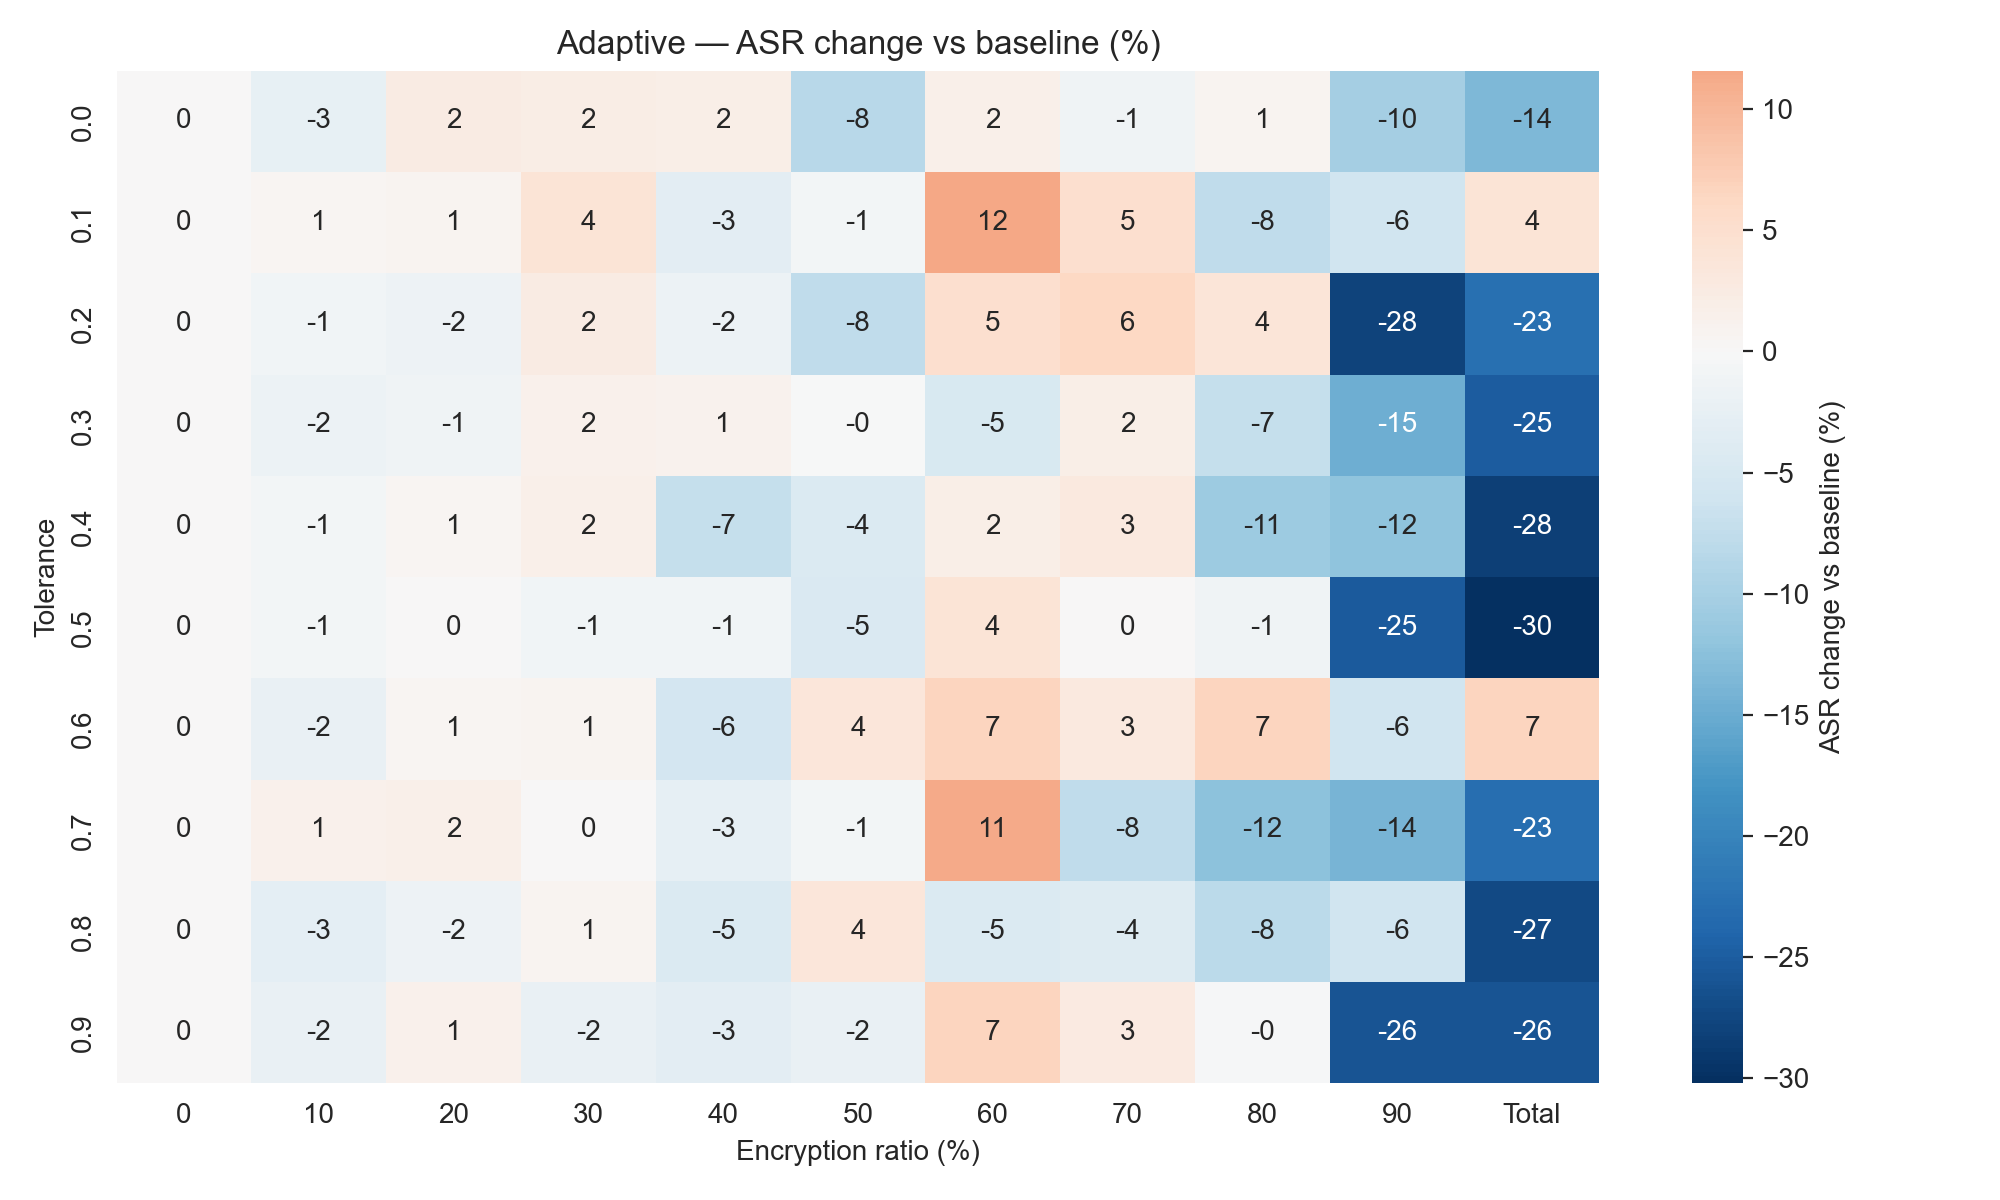 Adaptive — ASR change vs baseline (%)
0.0 0 -3 2 2 2 -8 2 -1 1 -10 -14
0.1 0 1 1 4 -3 -1 12 5 -8 -6 4
0.2 0 -1 -2 2 -2 -8 5 6 4 -28 -23
0.3 0 -2 -1 2 1 -0 -5 2 -7 -15 -25
0.4 0 -1 1 2 -7 -4 2 3 -11 -12 -28
0.5 0 -1 0 -1 -1 -5 4 0 -1 -25 -30
0.6 0 -2 1 1 -6 4 7 3 7 -6 7
0.7 0 1 2 0 -3 -1 11 -8 -12 -14 -23
0.8 0 -3 -2 1 -5 4 -5 -4 -8 -6 -27
0.9 0 -2 1 -2 -3 -2 7 3 -0 -26 -26
0 10 20 30 40 50 60 70 80 90 Total
Encryption ratio (%)
Tolerance
10
5
0
−5
−10
−15
−20
−25
−30
ASR change vs baseline (%)